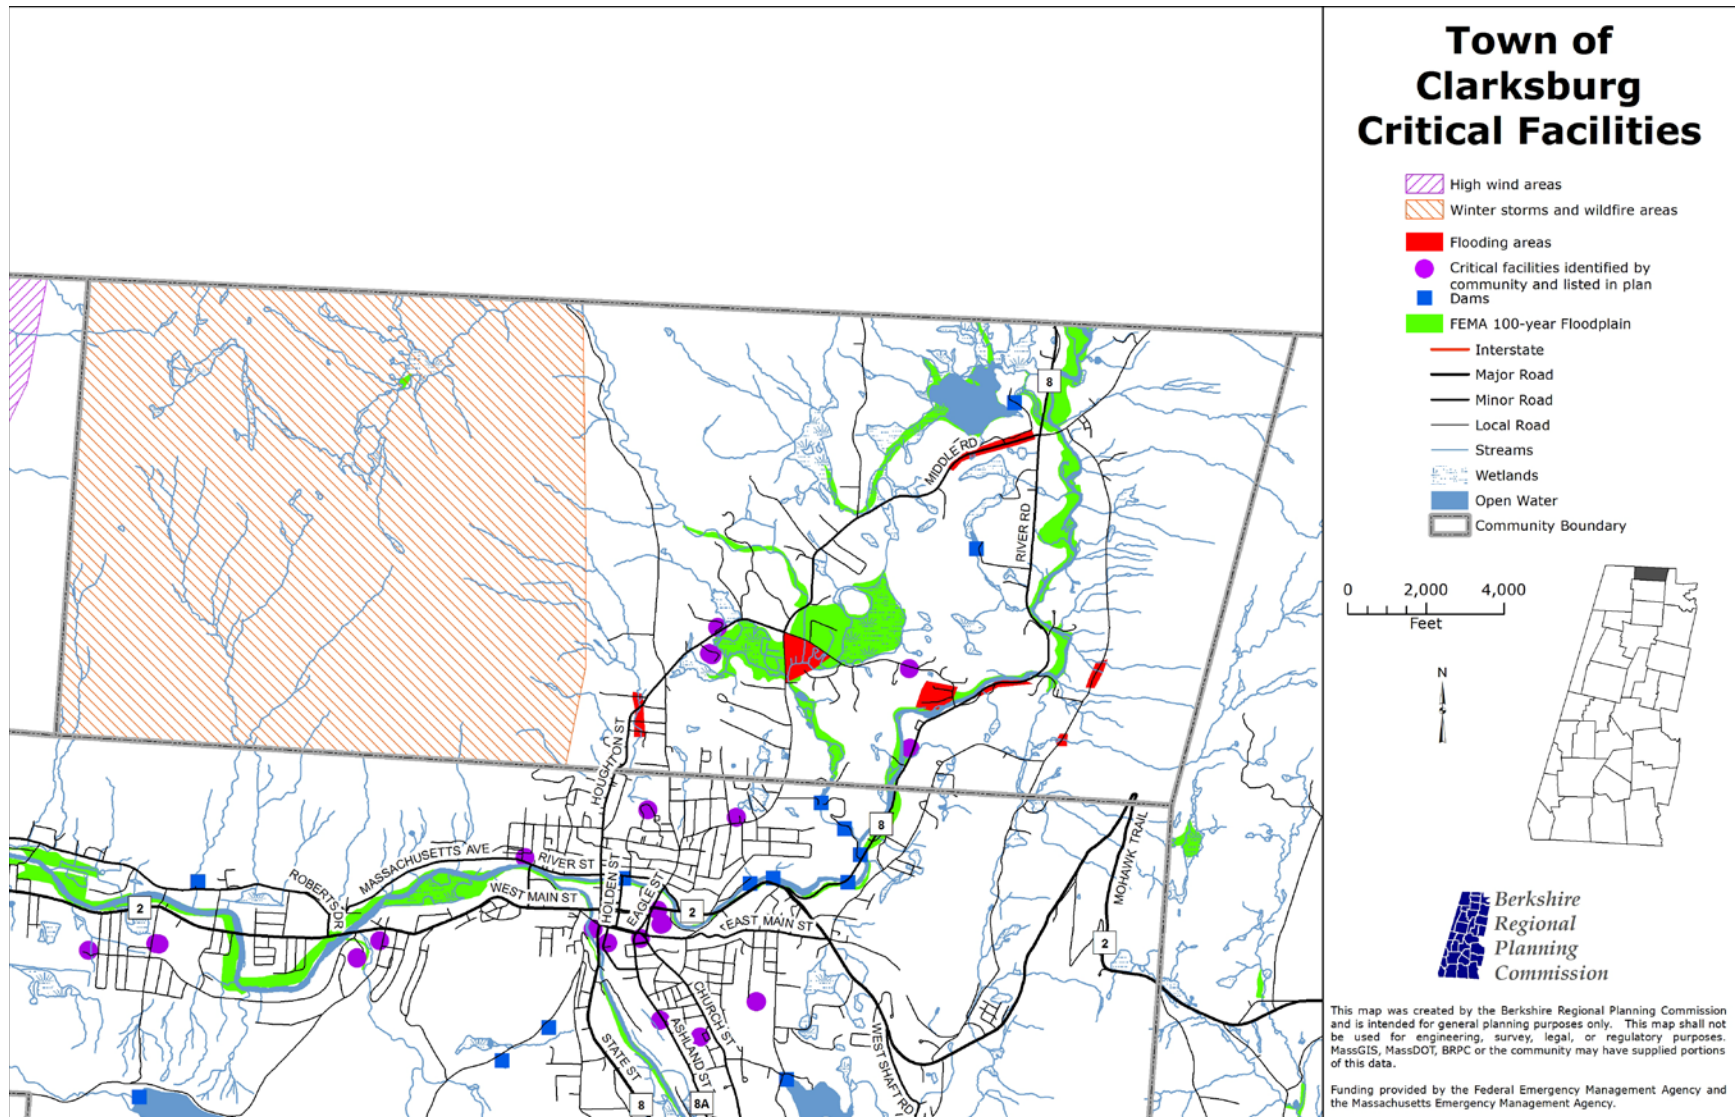 Town of
Clarksburg
Critical Facilities
High wind areas
Winter storms and wildfire areas
Flooding areas
Critical facilities identified by
community and listed in plan
Dams
FEMA 100-year Floodplain
Interstate
Major Road
Minor Road
Local Road
Streams
Wetlands
Open Water
Community Boundary
0 2,000 4,000
Feet
N
Berkshire
Regional
Planning
Commission
This map was created by the Berkshire Regional Planning Commission
and is intended for general planning purposes only. This map shall not
be used for engineering, survey, legal, or regulatory purposes.
MassGIS, MassDOT, BRPC or the community may have supplied portions
of this data.
Funding provided by the Federal Emergency Management Agency and
the Massachusetts Emergency Management Agency.
8
MIDDLE RD
RIVER RD
HOUGHTON ST
8
MOHAWK TRAIL
MASSACHUSETTS AVE
RIVER ST
HOLDEN ST
EAGLE ST
ROBERTS DR
WEST MAIN ST
2
2
EAST MAIN ST
2
CHURCH ST
ASHLAND ST
STATE ST
WEST SHAFT RD
8
8A